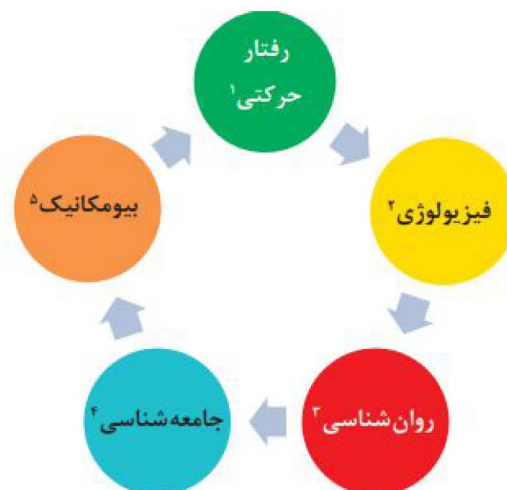 رفتار
حرکتی۱
فیزیولوژی۲
روان‌شناسی۳
جامعه‌شناسی۴
بیومکانیک۵